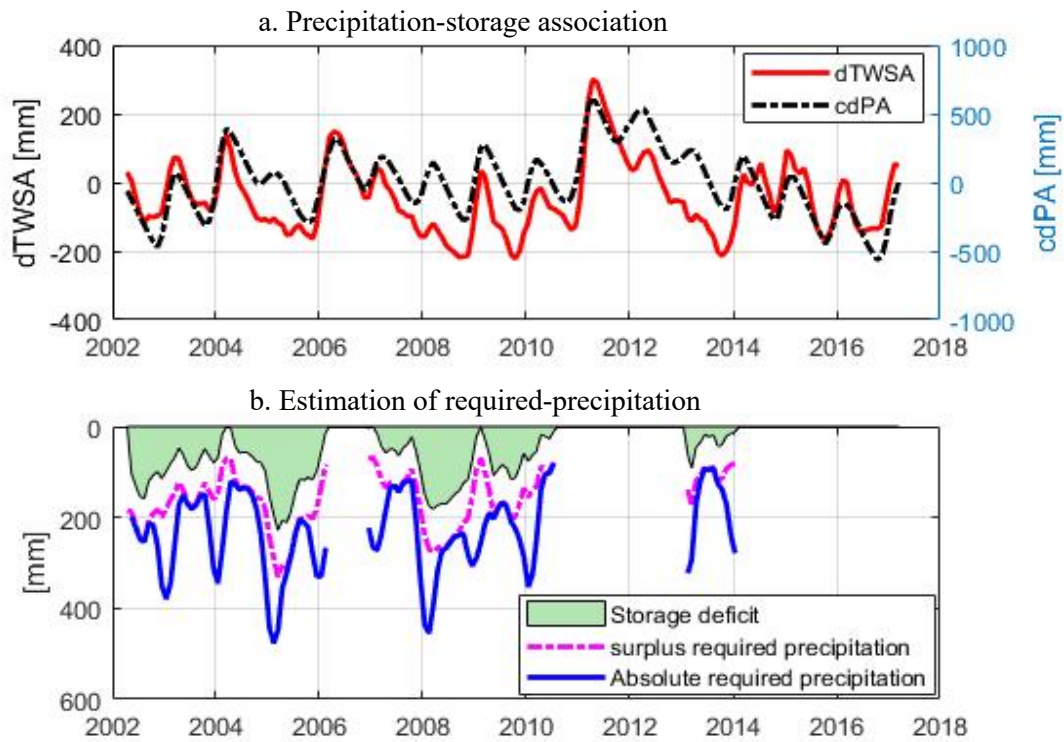 a. Precipitation-storage association
400
200
0
-200
-400
dTWSA [mm]
1000
500
0
-500
-1000
cdPA [mm]
dTWSA
cdPA
2002 2004 2006 2008 2010 2012 2014 2016 2018
b. Estimation of required-precipitation
0
200
400
600
[mm]
Storage deficit
surplus required precipitation
Absolute required precipitation
2002 2004 2006 2008 2010 2012 2014 2016 2018